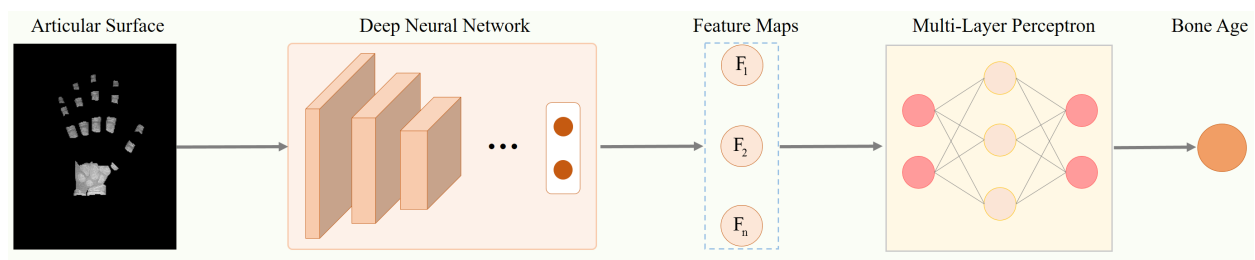 Articular Surface
Deep Neural Network
Feature Maps
Multi-Layer Perceptron
Bone Age
F1
F2
Fn